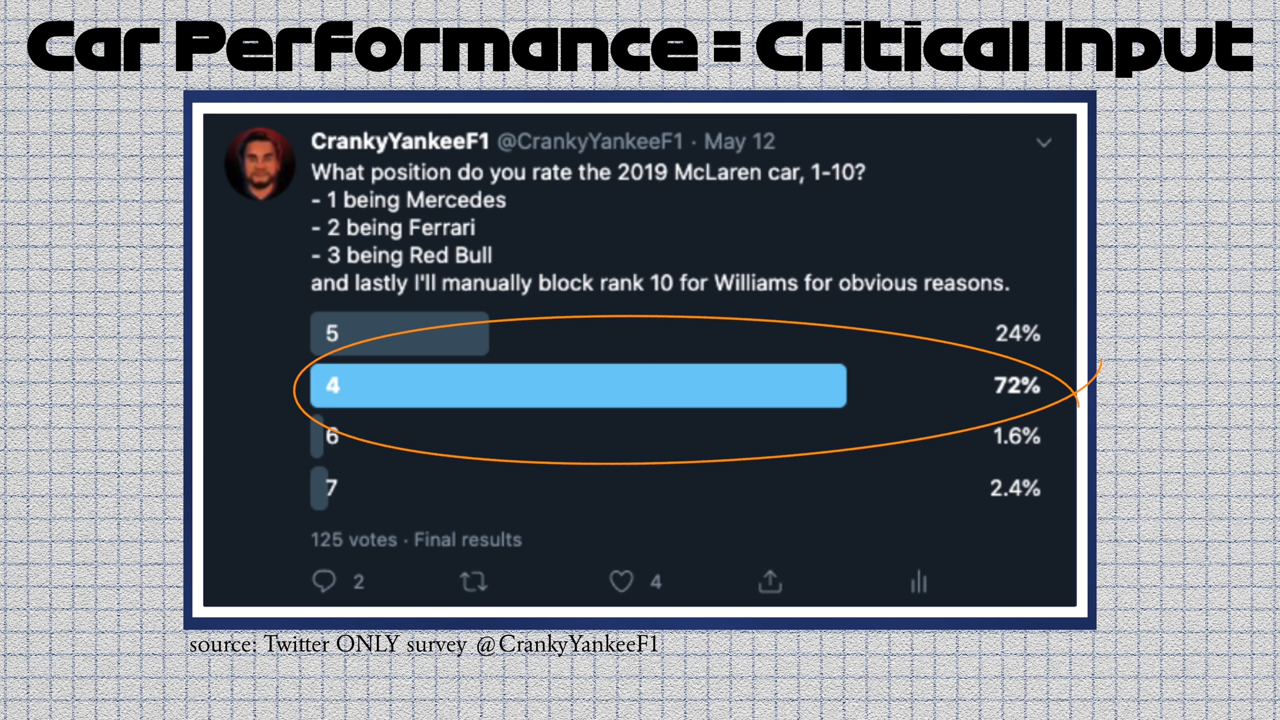 Car Performance = Critical Input
CrankyYankeeF1 @CrankyYankeeF1 · May 12
What position do you rate the 2019 McLaren car, 1-10?
- 1 being Mercedes
- 2 being Ferrari
- 3 being Red Bull
and lastly I'll manually block rank 10 for Williams for obvious reasons.
5 24%
4 72%
6 1.6%
7 2.4%
125 votes · Final results
2 4
source: Twitter ONLY survey @CrankyYankeeF1